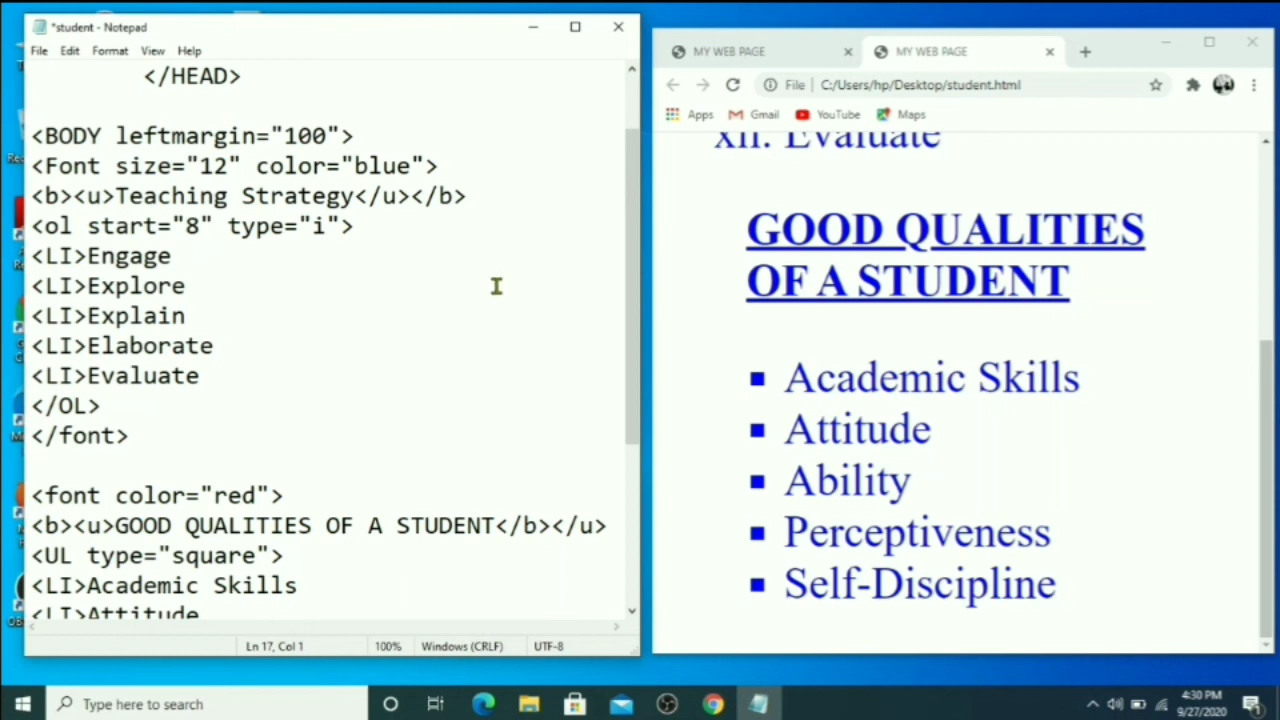 *student - Notepad
File Edit Format View Help
</HEAD>
<BODY leftmargin="100">
<Font size="12" color="blue">
<b><u>Teaching Strategy</u></b>
<ol start="8" type="i">
<LI>Engage
<LI>Explore
<LI>Explain
<LI>Elaborate
<LI>Evaluate
</OL>
</font>
<font color="red">
<b><u>GOOD QUALITIES OF A STUDENT</b></u>
<UL type="square">
<LI>Academic Skills
<LI>Attitude
Ln 17, Col 1 100% Windows (CRLF) UTF-8
MY WEB PAGE MY WEB PAGE
File C:/Users/hp/Desktop/student.html
Apps Gmail YouTube Maps
xii. Evaluate
GOOD QUALITIES
OF A STUDENT
Academic Skills
Attitude
Ability
Perceptiveness
Self-Discipline
Type here to search
4:30 PM
9/27/2020